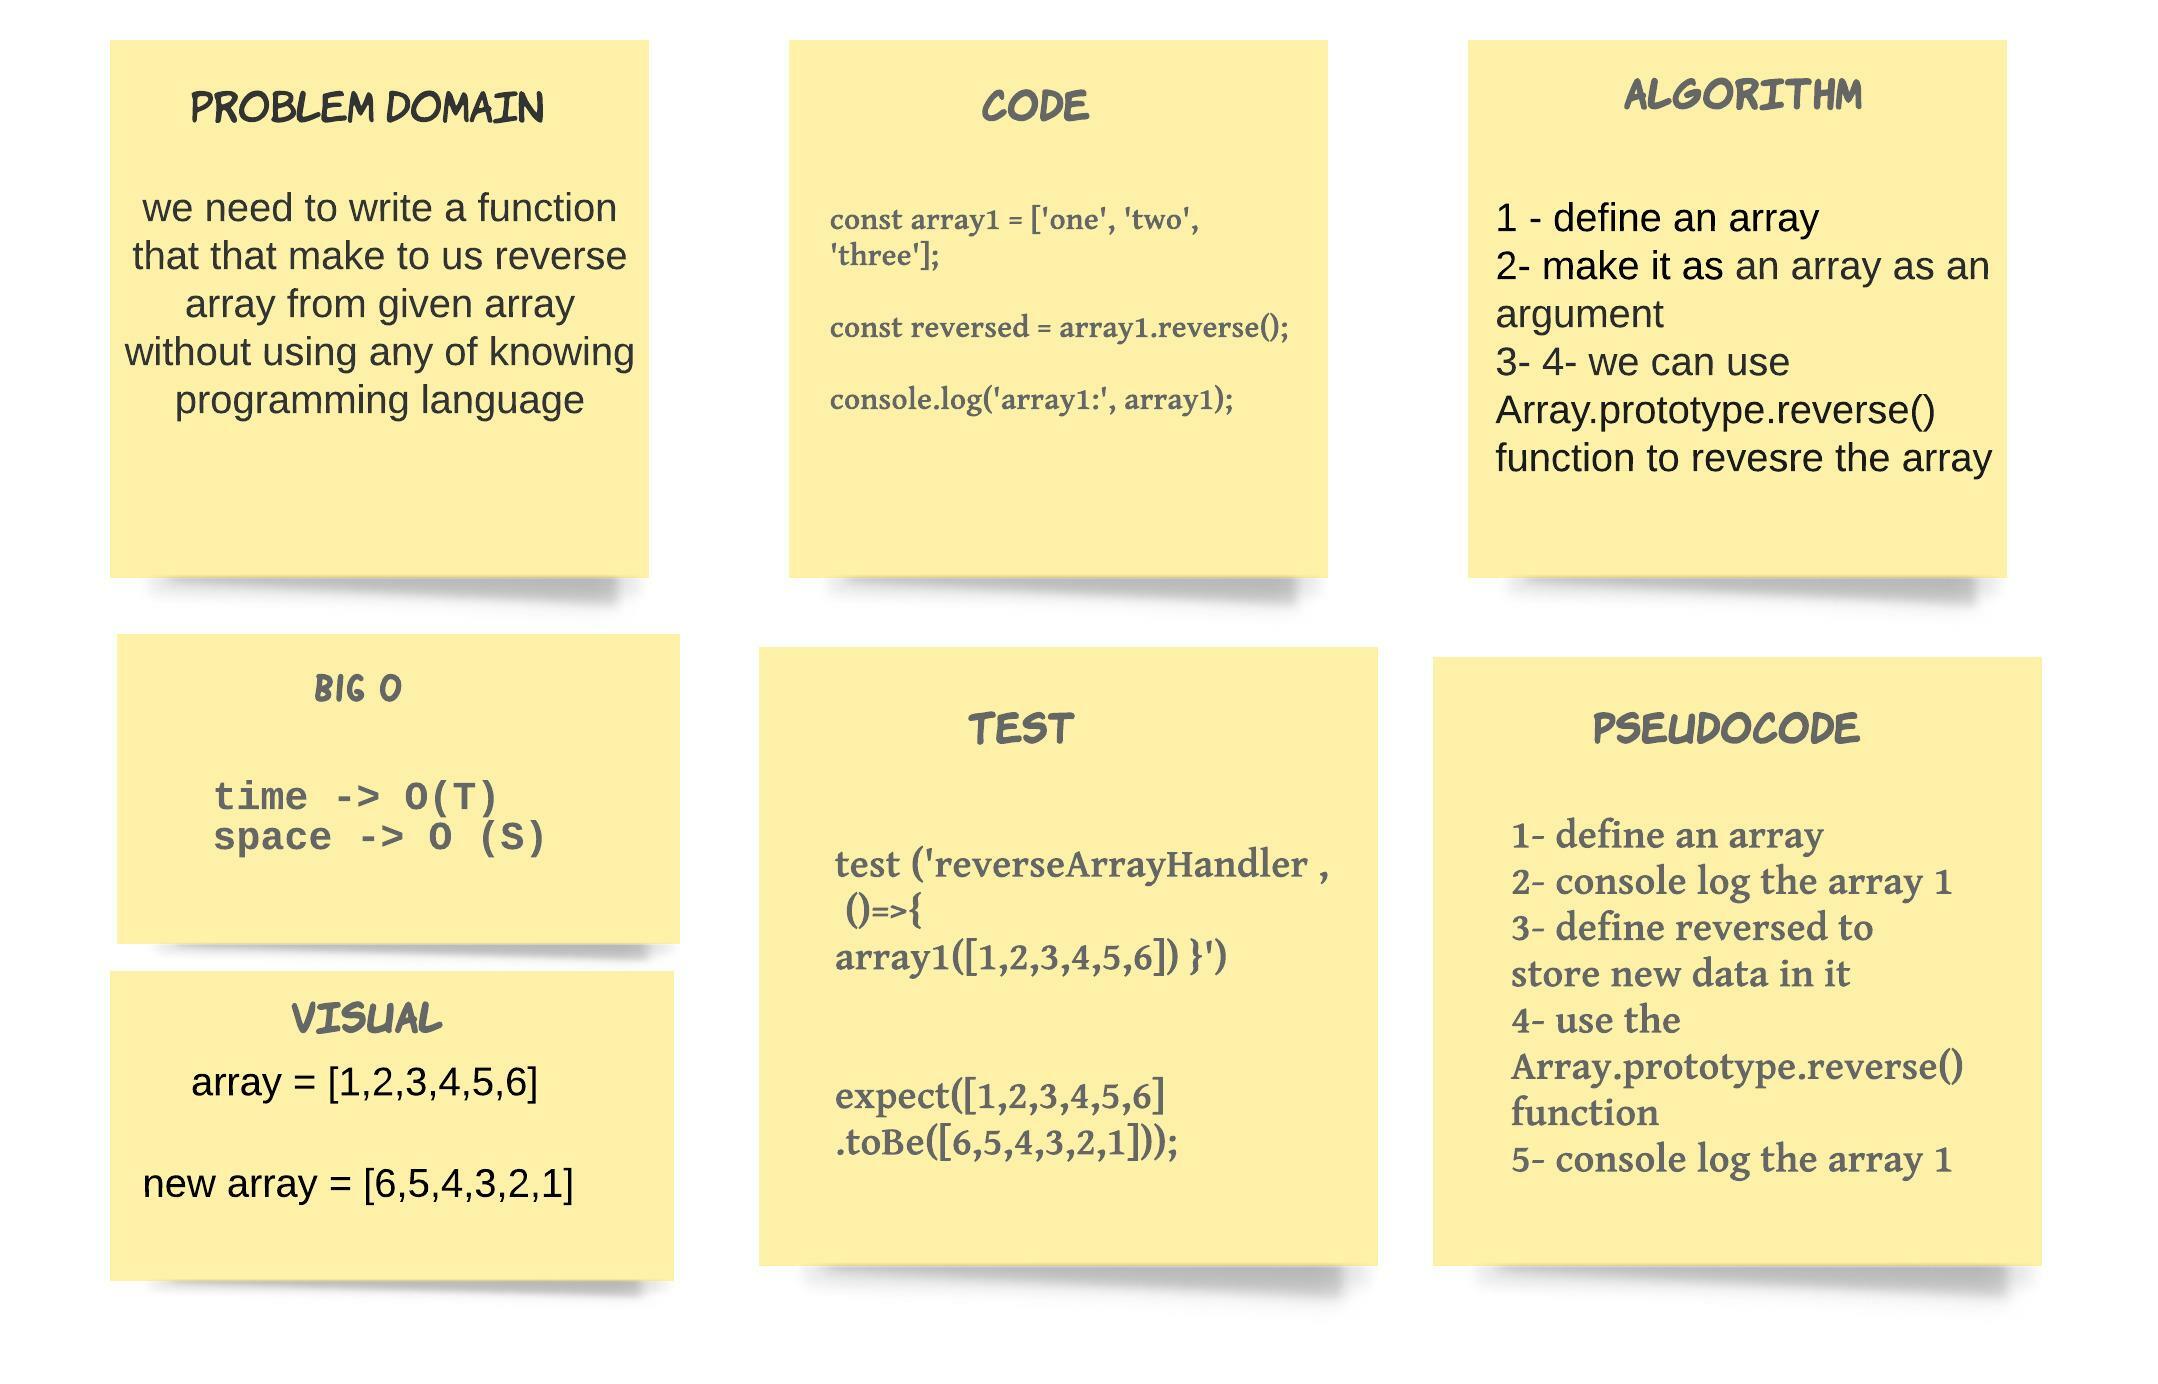 PROBLEM DOMAIN
we need to write a function
that that make to us reverse
array from given array
without using any of knowing
programming language
CODE
const array1 = ['one', 'two',
'three'];
const reversed = array1.reverse();
console.log('array1:', array1);
ALGORITHM
1 - define an array
2- make it as an array as an
argument
3- 4- we can use
Array.prototype.reverse()
function to revesre the array
BIG O
time -> O(T)
space -> O (S)
VISUAL
array = [1,2,3,4,5,6]
new array = [6,5,4,3,2,1]
TEST
test ('reverseArrayHandler ,
()=>{
array1([1,2,3,4,5,6]) }')
expect([1,2,3,4,5,6]
.toBe([6,5,4,3,2,1]));
PSEUDOCODE
1- define an array
2- console log the array 1
3- define reversed to
store new data in it
4- use the
Array.prototype.reverse()
function
5- console log the array 1